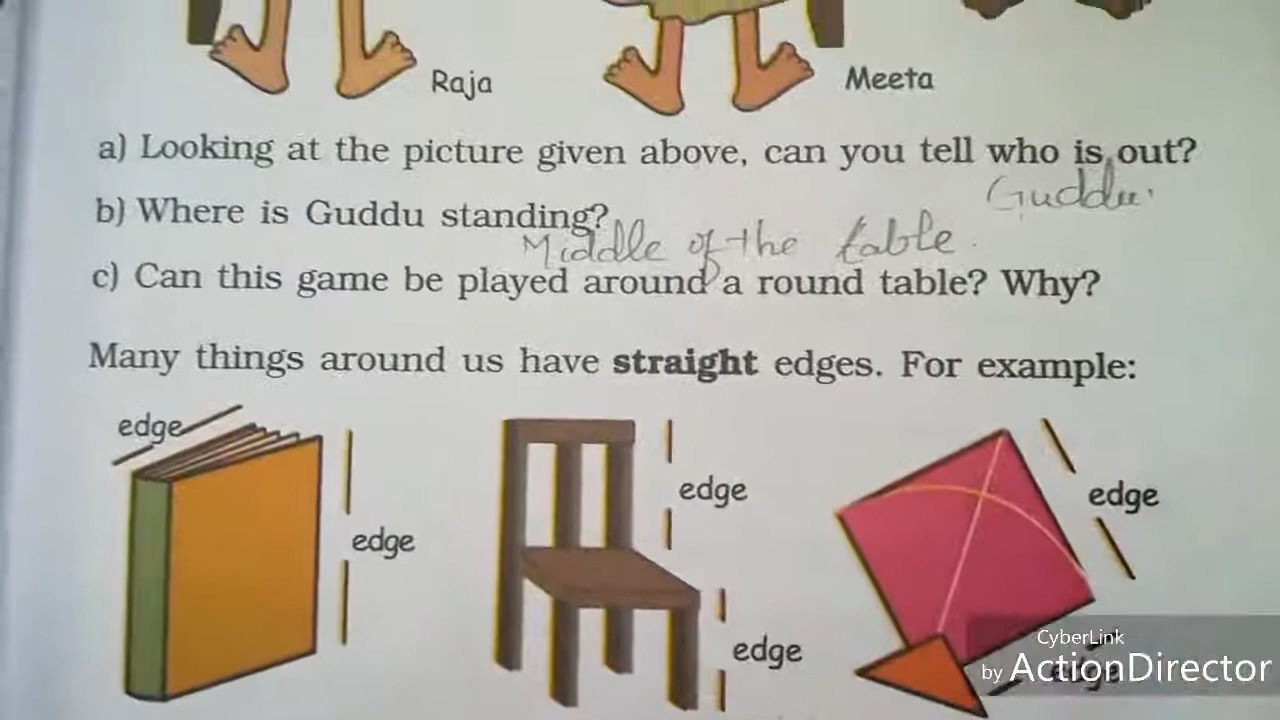 Raja
Meeta
a) Looking at the picture given above, can you tell who is out?
Guddu.
b) Where is Guddu standing?
Middle of the table.
c) Can this game be played around a round table? Why?
Many things around us have straight edges. For example:
edge
edge
edge
edge
edge
edge
CyberLink
by ActionDirector